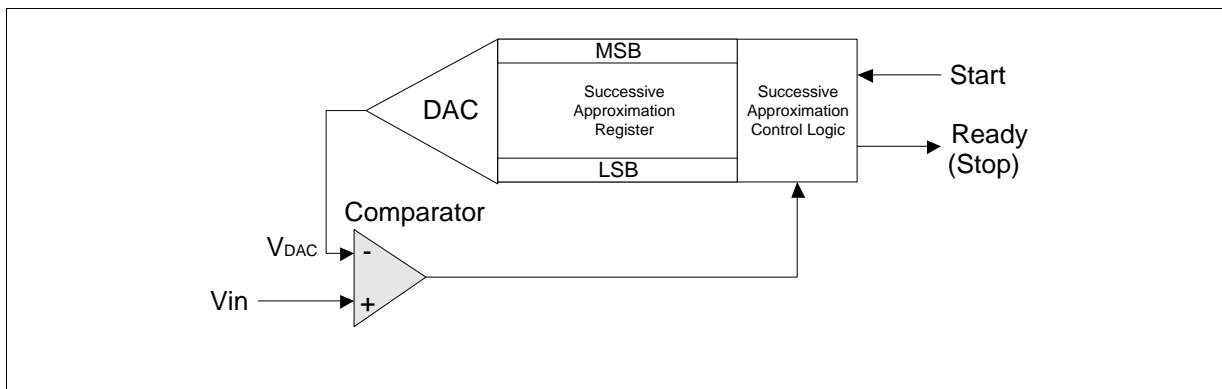 MSB
DAC
Successive
Approximation
Register
Successive
Approximation
Control Logic
Start
Ready
(Stop)
LSB
Comparator
VDAC
-
Vin
+